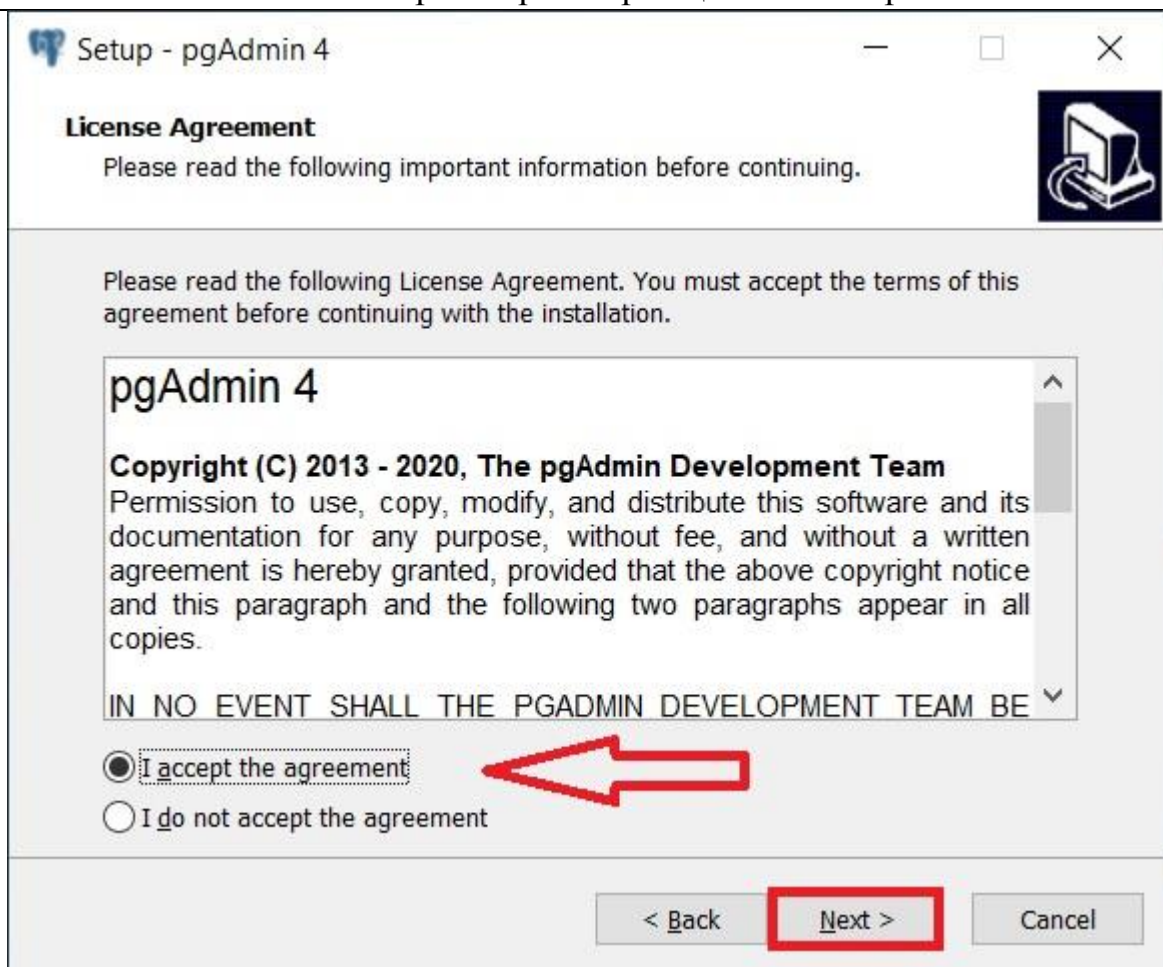 Setup - pgAdmin 4
License Agreement
Please read the following important information before continuing.
Please read the following License Agreement. You must accept the terms of this
agreement before continuing with the installation.
pgAdmin 4
Copyright (C) 2013 - 2020, The pgAdmin Development Team
Permission to use, copy, modify, and distribute this software and its
documentation for any purpose, without fee, and without a written
agreement is hereby granted, provided that the above copyright notice
and this paragraph and the following two paragraphs appear in all
copies.
IN NO EVENT SHALL THE PGADMIN DEVELOPMENT TEAM BE
I accept the agreement
I do not accept the agreement
< Back Next > Cancel